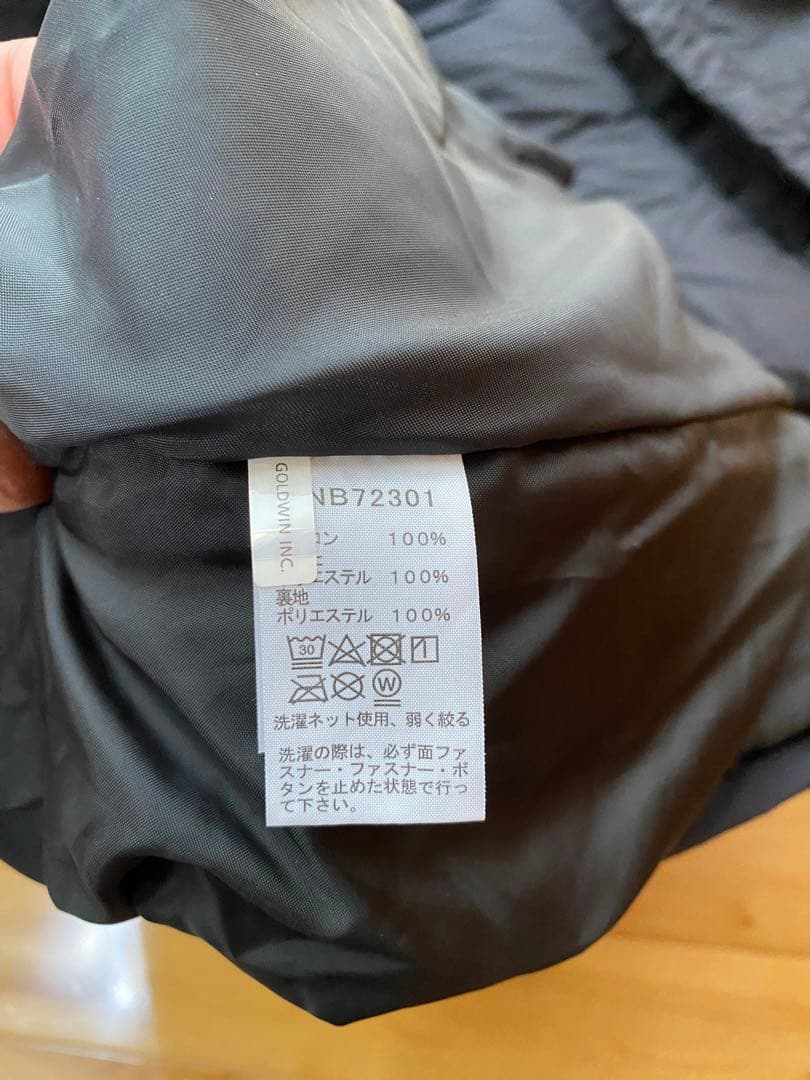 GOLDWIN INC.
NB72301
ロン 100%
エステル 100%
裏地
ポリエステル 100%
30
W
洗濯ネット使用、弱く絞る
洗濯の際は、必ず面ファ
スナー・ファスナー・ボ
タンを止めた状態で行っ
て下さい。